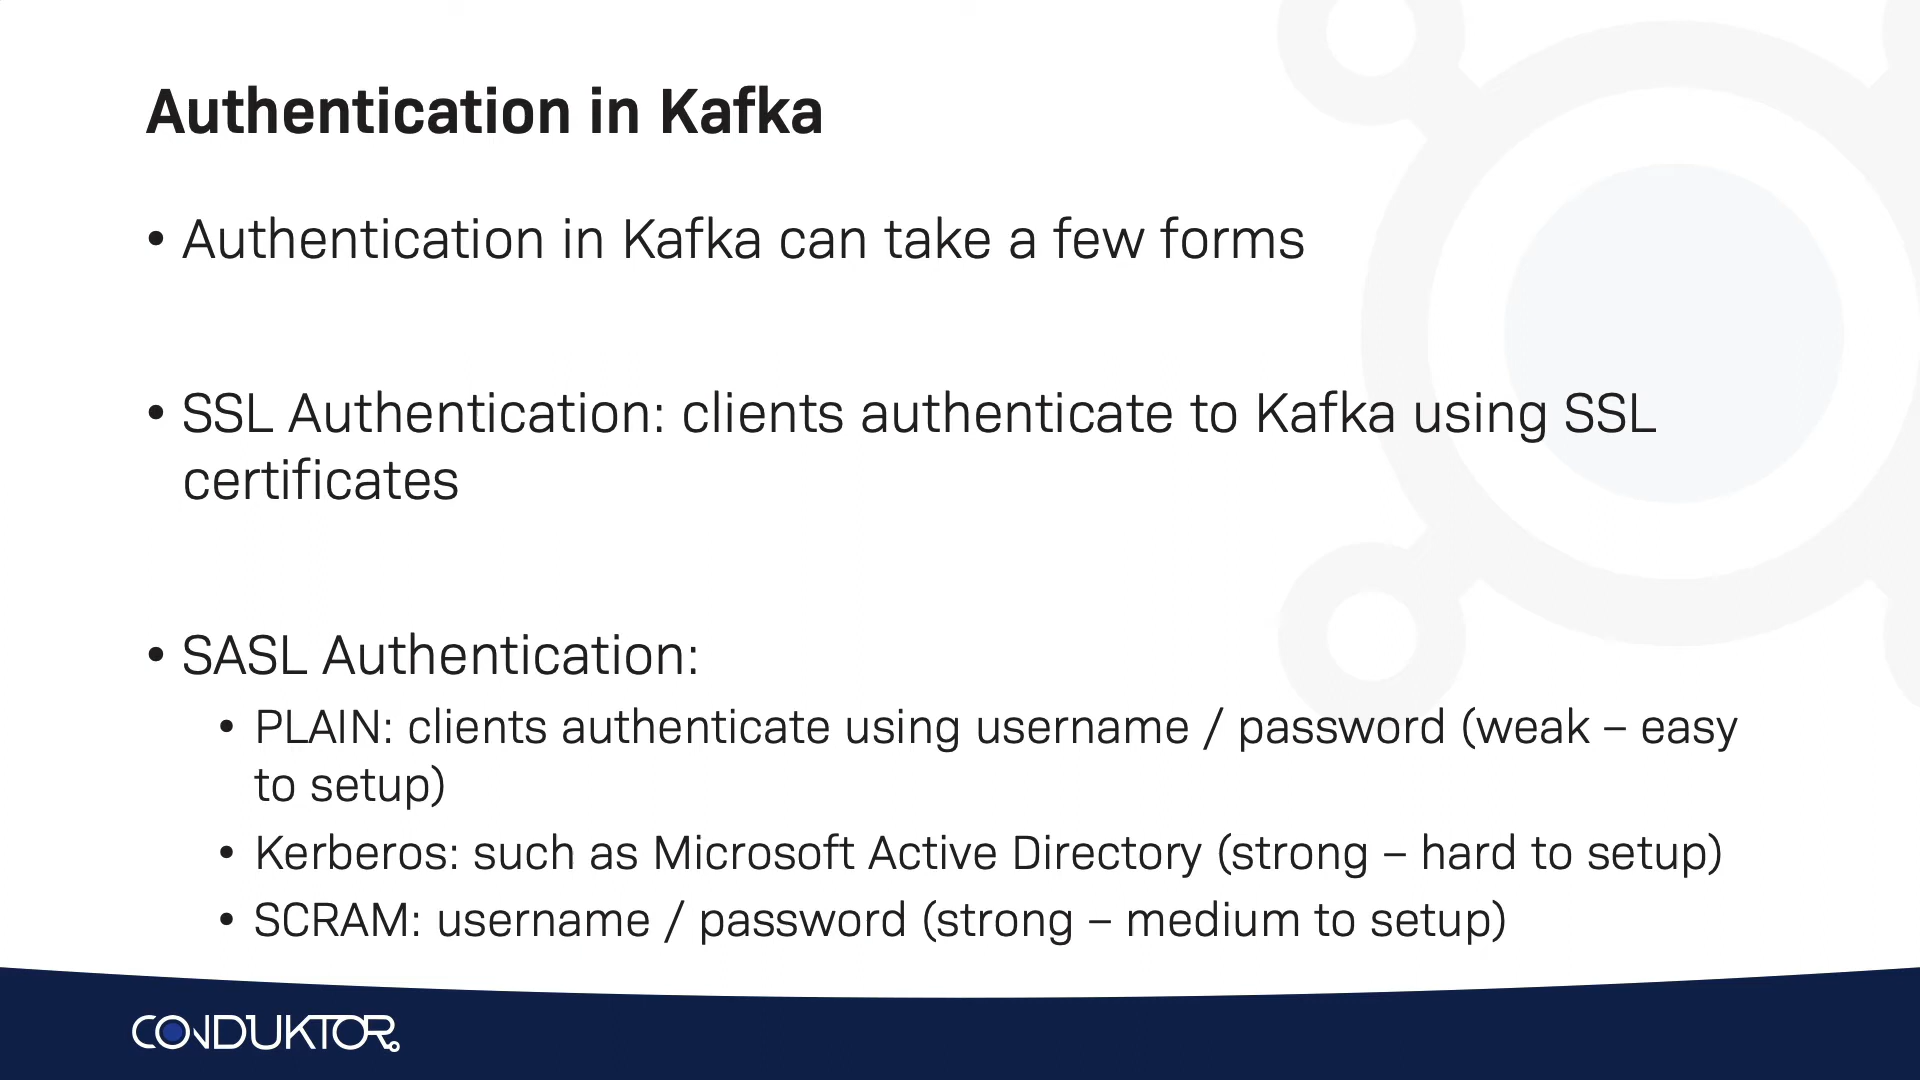 Authentication in Kafka
• Authentication in Kafka can take a few forms
• SSL Authentication: clients authenticate to Kafka using SSL
certificates
• SASL Authentication:
• PLAIN: clients authenticate using username / password (weak – easy
to setup)
• Kerberos: such as Microsoft Active Directory (strong – hard to setup)
• SCRAM: username / password (strong – medium to setup)
CONDUKTOR